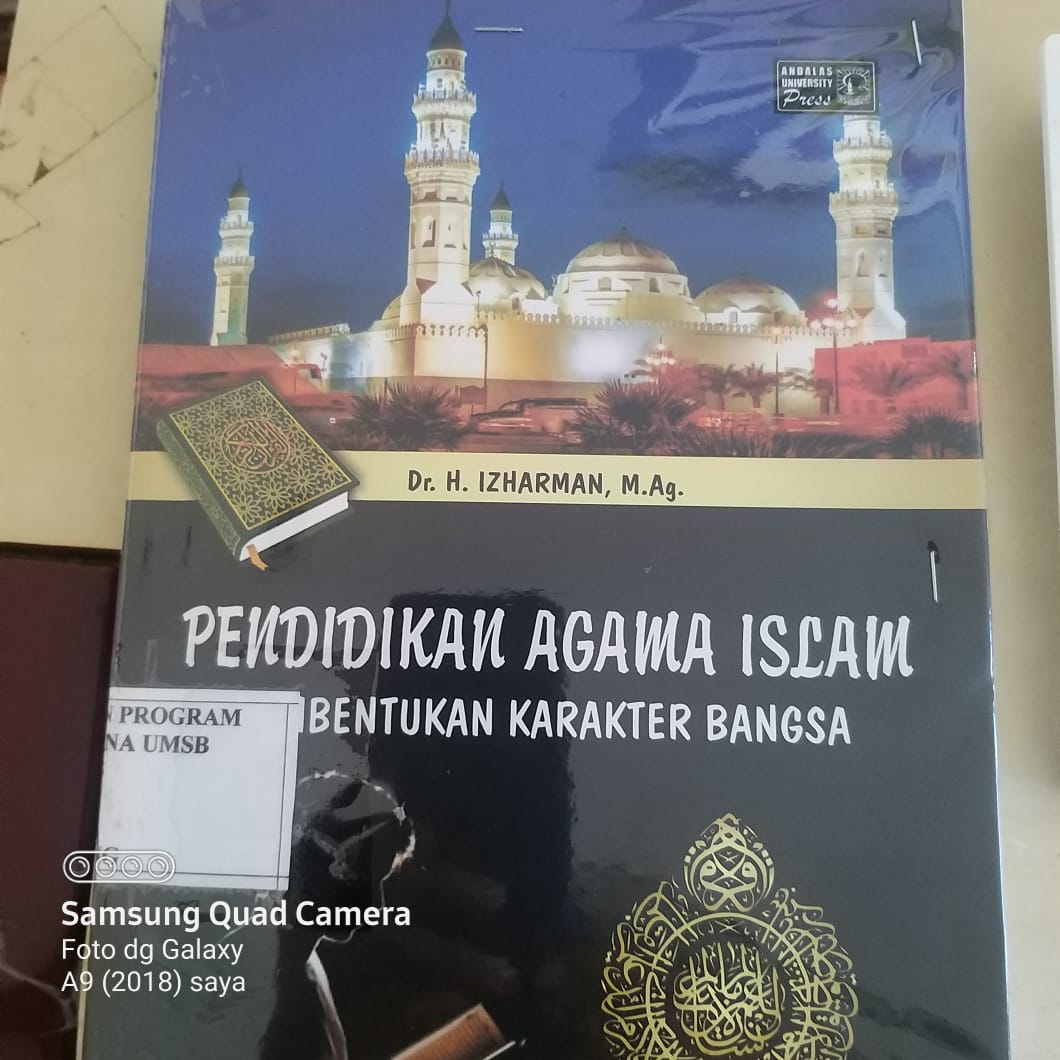 ANDALAS
UNIVERSITY
Press
Dr. H. IZHARMAN, M.Ag.
PENDIDIKAN AGAMA ISLAM
BENTUKAN KARAKTER BANGSA
PROGRAM
NA UMSB
Samsung Quad Camera
Foto dg Galaxy
A9 (2018) saya